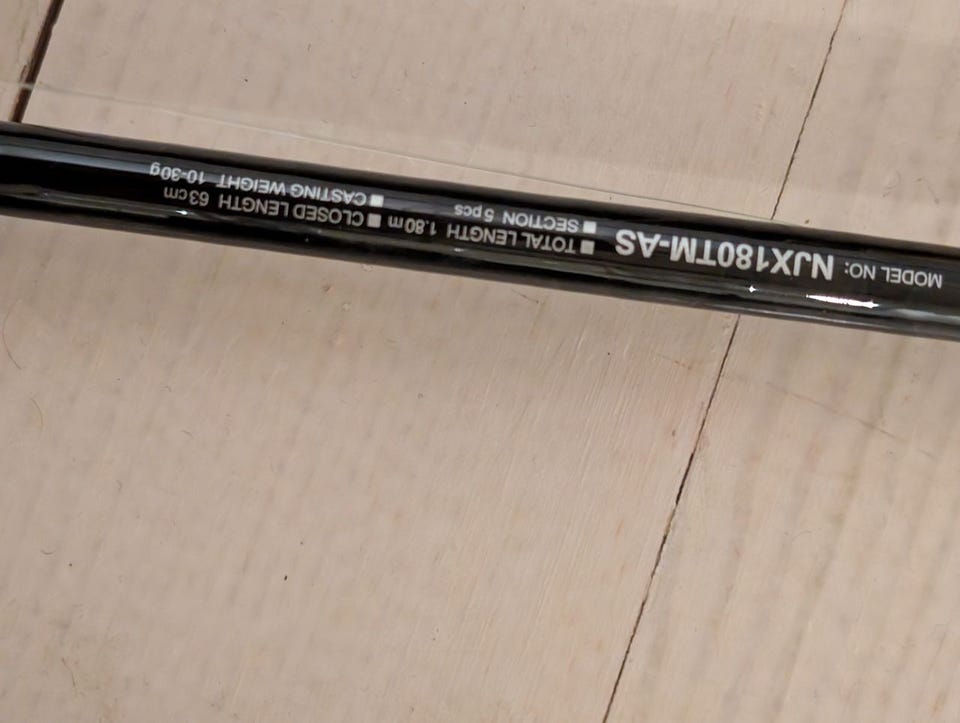 MODEL NO: NJX180TM-AS
■ TOTAL LENGTH 1.80m ■ CLOSED LENGTH 63cm
■ SECTION 5pcs ■ CASTING WEIGHT 10-30g